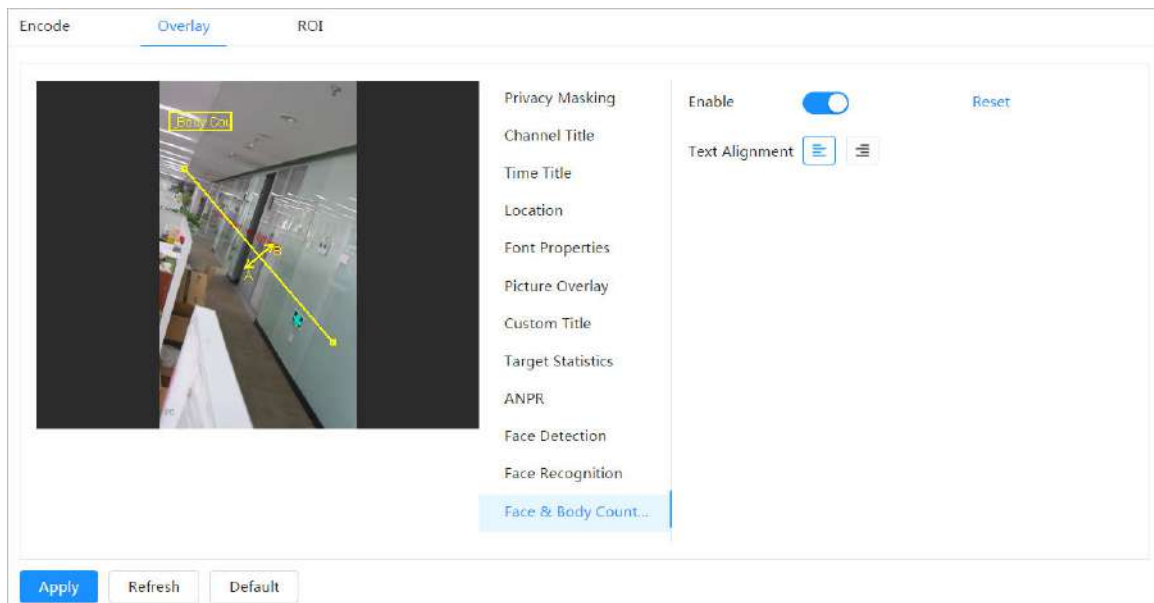 Encode Overlay ROI
Body Cou
B
A
Privacy Masking
Channel Title
Time Title
Location
Font Properties
Picture Overlay
Custom Title
Target Statistics
ANPR
Face Detection
Face Recognition
Face & Body Count...
Enable Reset
Text Alignment
Apply Refresh Default